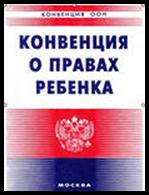 КОНВЕНЦИЯ ООН
КОНВЕНЦИЯ
О ПРАВАХ
РЕБЕНКА
МОСКВА